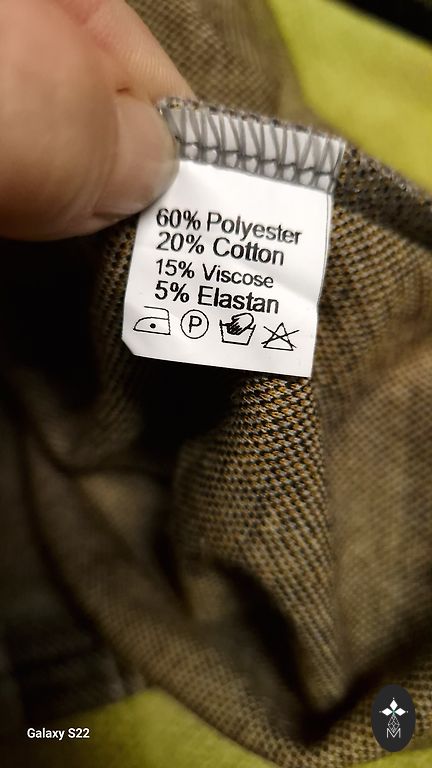 60% Polyester
20% Cotton
15% Viscose
5% Elastan
P
Galaxy S22
M